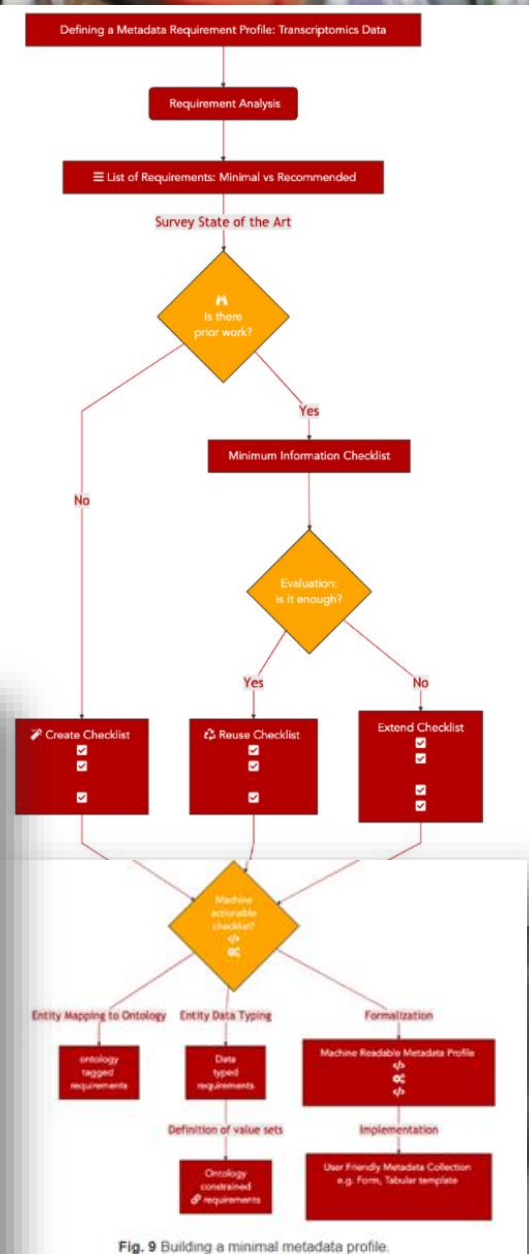 Defining a Metadata Requirement Profile: Transcriptomics Data
Requirement Analysis
List of Requirements: Minimal vs Recommended
Survey State of the Art
Is there
prior work?
Yes
No
Minimum Information Checklist
Evaluation:
is it enough?
Yes
No
Create Checklist
Reuse Checklist
Extend Checklist
Machine
actionable
checklist?
</>
Entity Mapping to Ontology
Entity Data Typing
Formalization
ontology
tagged
requirements
Data
typed
requirements
Machine Readable Metadata Profile
</>
</>
Definition of value sets
Implementation
Ontology
constrained
requirements
User Friendly Metadata Collection
e.g. Form, Tabular template
Fig. 9 Building a minimal metadata profile.